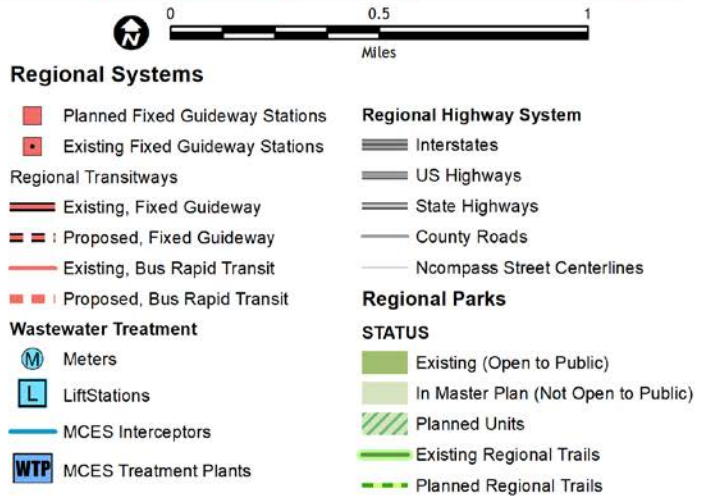 0 0.5 1
N
Miles
Regional Systems
Planned Fixed Guideway Stations
Existing Fixed Guideway Stations
Regional Transitways
Existing, Fixed Guideway
Proposed, Fixed Guideway
Existing, Bus Rapid Transit
Proposed, Bus Rapid Transit
Wastewater Treatment
M Meters
L LiftStations
MCES Interceptors
WTP MCES Treatment Plants
Regional Highway System
Interstates
US Highways
State Highways
County Roads
Ncompass Street Centerlines
Regional Parks
STATUS
Existing (Open to Public)
In Master Plan (Not Open to Public)
Planned Units
Existing Regional Trails
Planned Regional Trails